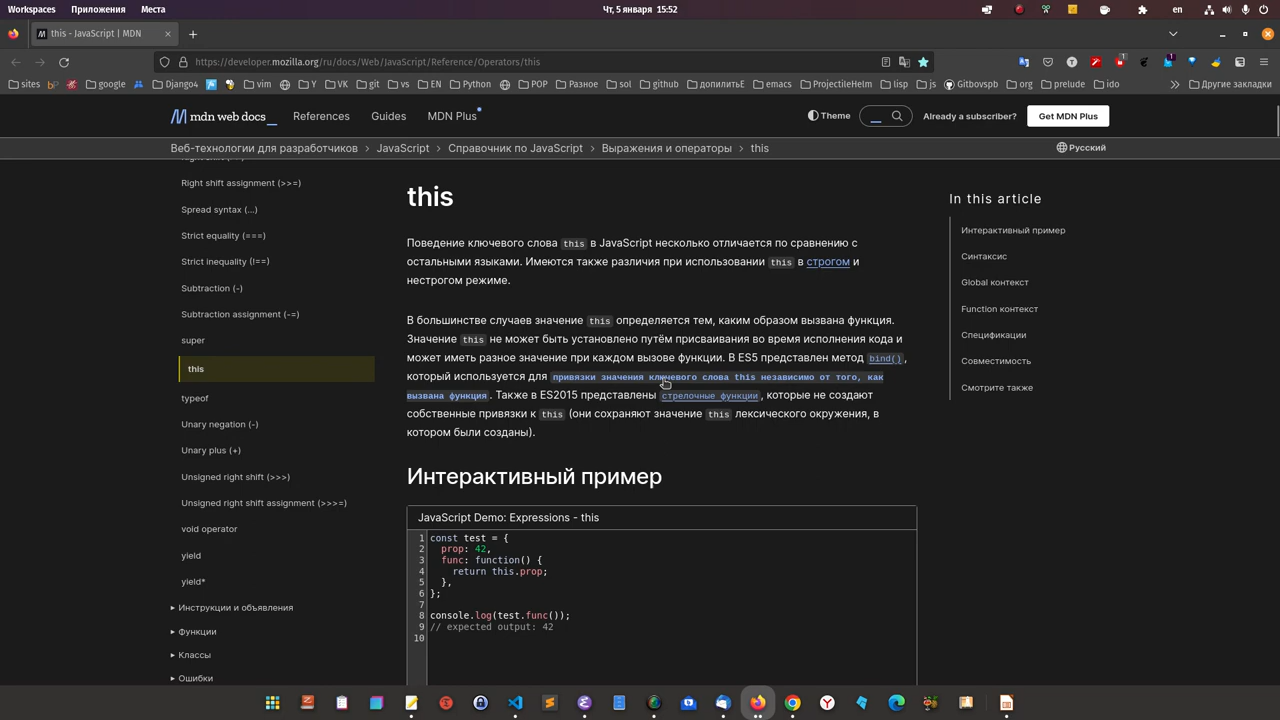 Workspaces Приложения Места Чт, 5 января 15:52 en
this - JavaScript | MDN
https://developer.mozilla.org/ru/docs/Web/JavaScript/Reference/Operators/this
sites google Django4 Y VK git vs EN Python POP Разное sol github допилитьЕ emacs ProjectileHelm lisp js Gitbovspb org prelude ido Другие закладки
mdn web docs References Guides MDN Plus Theme Already a subscriber? Get MDN Plus
Веб-технологии для разработчиков › JavaScript › Справочник по JavaScript › Выражения и операторы › this Русский
Right shift assignment (>>=)
Spread syntax (...)
Strict equality (===)
Strict inequality (!==)
Subtraction (-)
Subtraction assignment (-=)
super
this
typeof
Unary negation (-)
Unary plus (+)
Unsigned right shift (>>>)
Unsigned right shift assignment (>>>=)
void operator
yield
yield*
Инструкции и объявления
Функции
Классы
Ошибки
this
Поведение ключевого слова this в JavaScript несколько отличается по сравнению с
остальными языками. Имеются также различия при использовании this в строгом и
нестрогом режиме.
В большинстве случаев значение this определяется тем, каким образом вызвана функция.
Значение this не может быть установлено путём присваивания во время исполнения кода и
может иметь разное значение при каждом вызове функции. В ES5 представлен метод bind(),
который используется для привязки значения ключевого слова this независимо от того, как
вызвана функция. Также в ES2015 представлены стрелочные функции, которые не создают
собственные привязки к this (они сохраняют значение this лексического окружения, в
котором были созданы).
Интерактивный пример
JavaScript Demo: Expressions - this
1 const test = {
2 prop: 42,
3 func: function() {
4 return this.prop;
5 },
6 };
7
8 console.log(test.func());
9 // expected output: 42
10
In this article
Интерактивный пример
Синтаксис
Global контекст
Function контекст
Спецификации
Совместимость
Смотрите также